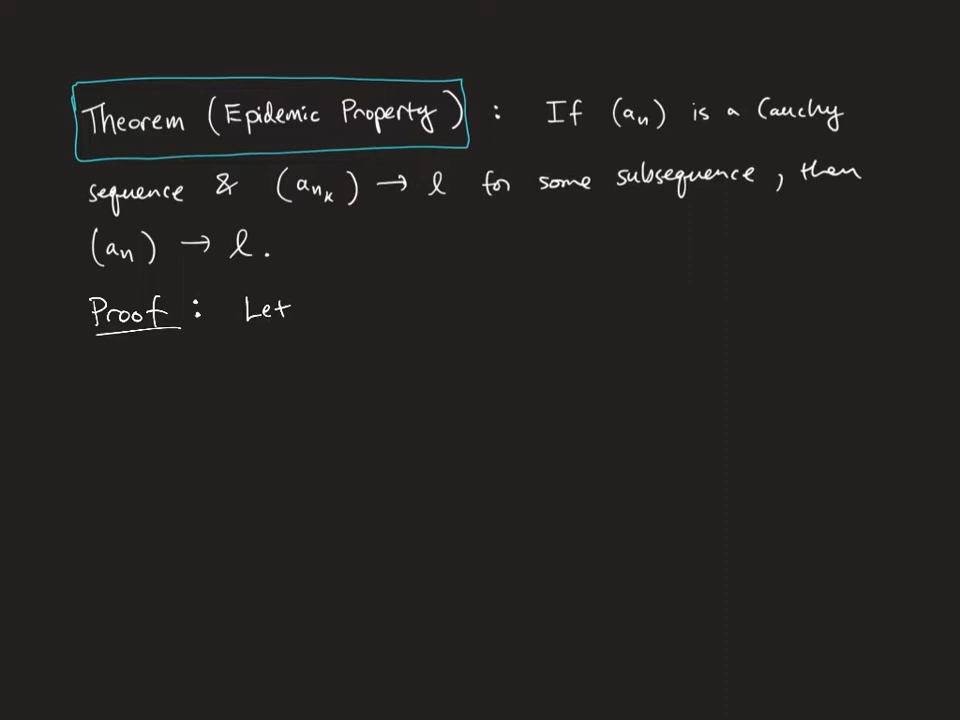 Theorem (Epidemic Property) : If (aₙ) is a Cauchy
sequence & (aₙₖ) → l for some subsequence, then
(aₙ) → l.
Proof : Let